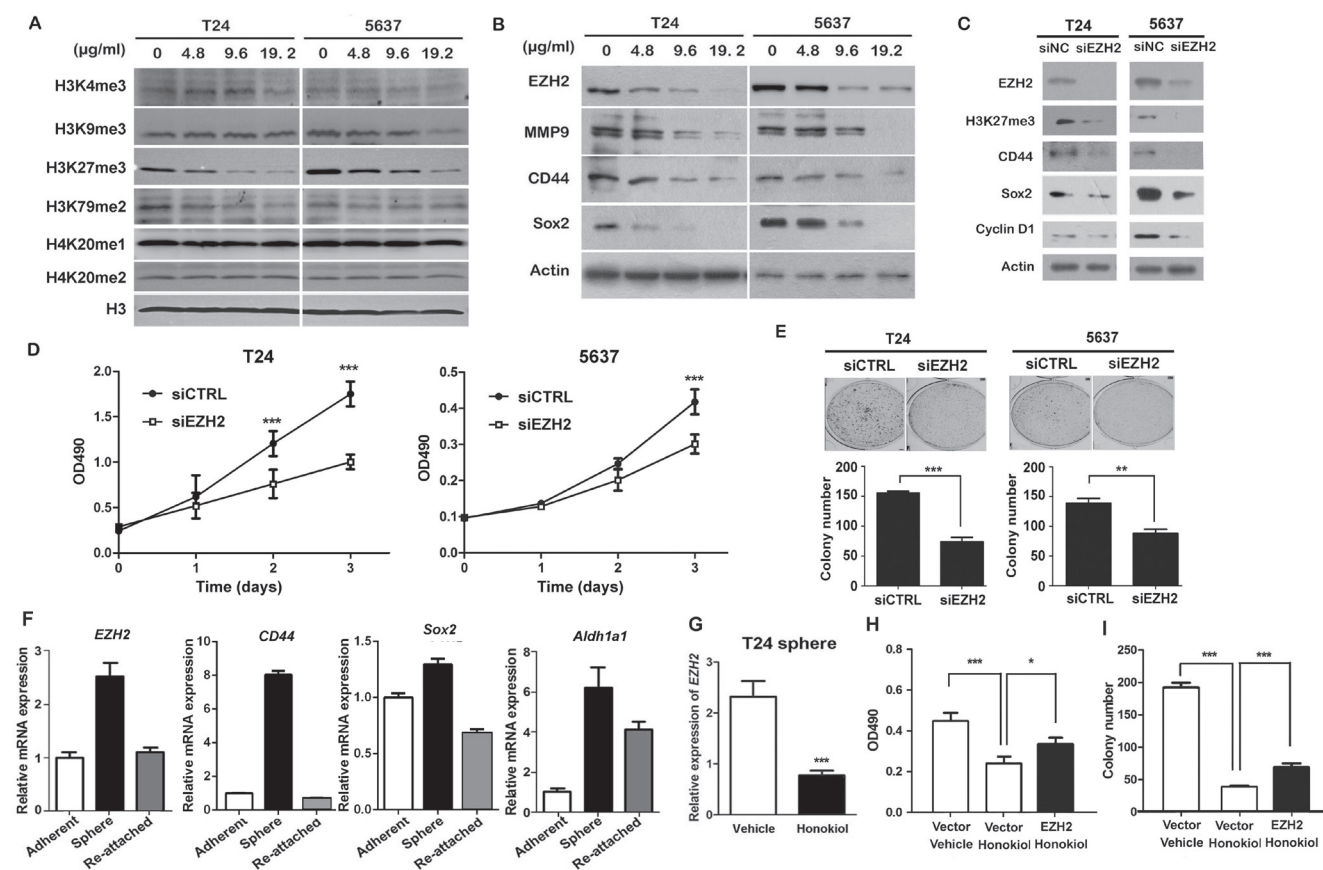 A
T24 5637
(µg/ml) 0 4.8 9.6 19. 2 0 4.8 9.6 19.2
H3K4me3
H3K9me3
H3K27me3
H3K79me2
H4K20me1
H4K20me2
H3
B
T24 5637
(µg/ml) 0 4.8 9.6 19. 2 0 4.8 9.6 19.2
EZH2
MMP9
CD44
Sox2
Actin
C
T24 5637
siNC siEZH2 siNC siEZH2
EZH2
H3K27me3
CD44
Sox2
Cyclin D1
Actin
D
T24
OD490
2.0
1.5
1.0
0.5
0.0
siCTRL
siEZH2
***
***
0 1 2 3
Time (days)
5637
OD490
0.5
0.4
0.3
0.2
0.1
0.0
siCTRL
siEZH2
***
0 1 2 3
Time (days)
E
T24 5637
siCTRL siEZH2 siCTRL siEZH2
Colony number
200
150
100
50
0
***
siCTRL siEZH2
Colony number
200
150
100
50
0
**
siCTRL siEZH2
F
EZH2
Relative mRNA expression
3
2
1
0
Adherent
Sphere
Re-attached
CD44
Relative mRNA expression
10
8
6
4
2
0
Adherent
Sphere
Re-attached
Sox2
Relative mRNA expression
1.5
1.0
0.5
0.0
Adherent
Sphere
Re-attached
Aldh1a1
Relative mRNA expression
8
6
4
2
0
Adherent
Sphere
Re-attached
G
T24 sphere
Relative expression of EZH2
3
2
1
0
***
Vehicle Honokiol
H
OD490
0.8
0.6
0.4
0.2
0.0
*** *
Vector Vector EZH2
Vehicle Honokiol Honokiol
I
Colony number
250
200
150
100
50
0
*** ***
Vector Vector EZH2
Vehicle Honokiol Honokiol